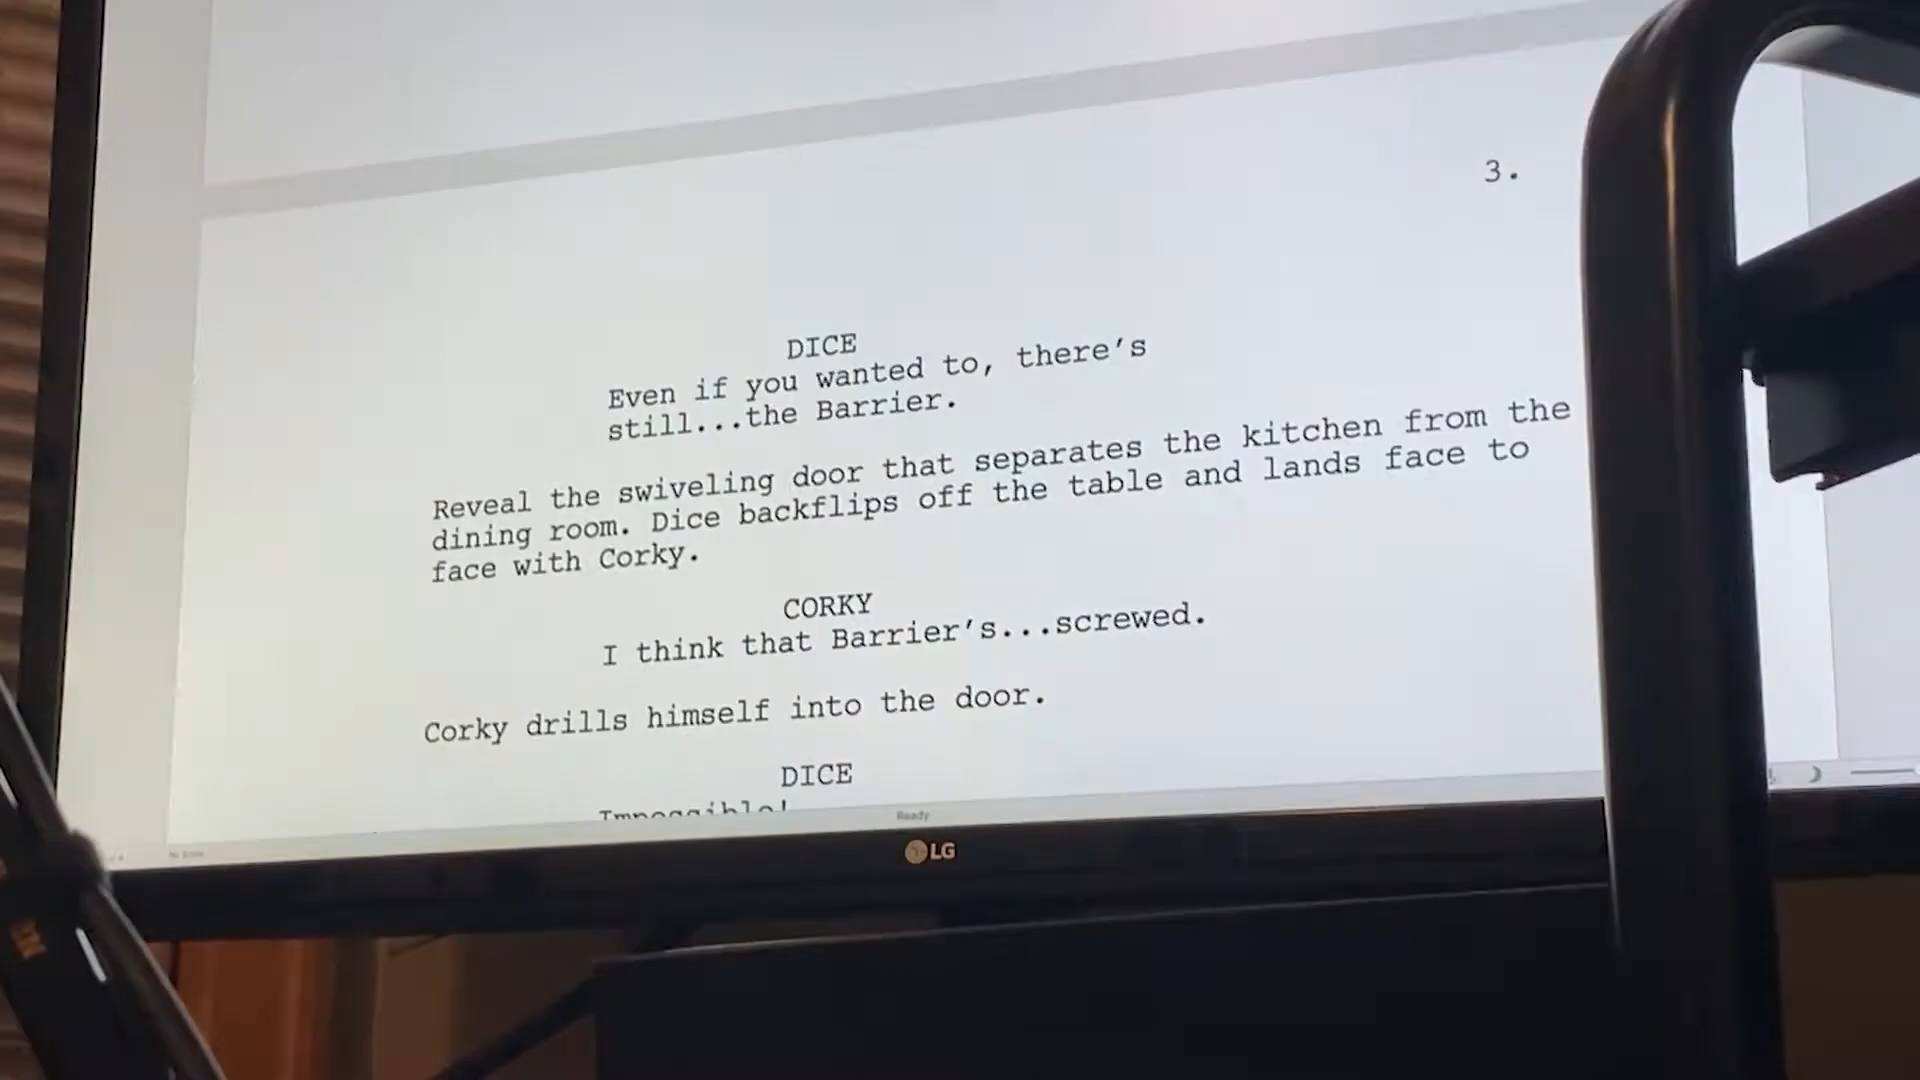 3.
DICE
Even if you wanted to, there's
still...the Barrier.
Reveal the swiveling door that separates the kitchen from the
dining room. Dice backflips off the table and lands face to
face with Corky.
CORKY
I think that Barrier's...screwed.
Corky drills himself into the door.
DICE
Impossible!
Ready
LG